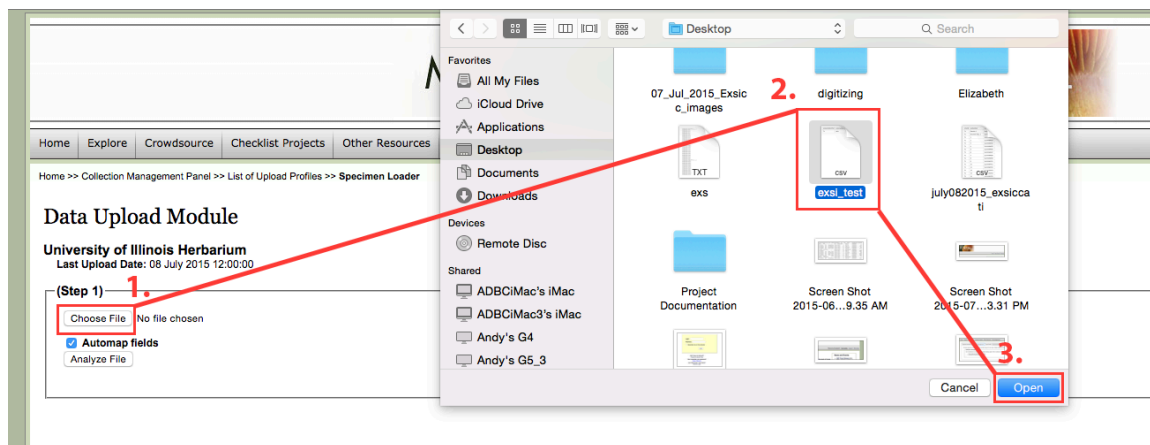 Desktop
Search
Favorites
All My Files
iCloud Drive
Applications
Desktop
Documents
Downloads
Devices
Remote Disc
Shared
ADBCiMac's iMac
ADBCiMac3's iMac
Andy's G4
Andy's G5_3
07_Jul_2015_Exsic
c_images
digitizing
Elizabeth
2.
TXT
exs
CSV
exsi_test
CSV
july082015_exsicca
ti
Project
Documentation
Screen Shot
2015-06...9.35 AM
Screen Shot
2015-07...3.31 PM
3.
Cancel
Open
Home
Explore
Crowdsource
Checklist Projects
Other Resources
Home >> Collection Management Panel >> List of Upload Profiles >> Specimen Loader
Data Upload Module
University of Illinois Herbarium
Last Upload Date: 08 July 2015 12:00:00
1.
(Step 1)
Choose File
No file chosen
Automap fields
Analyze File